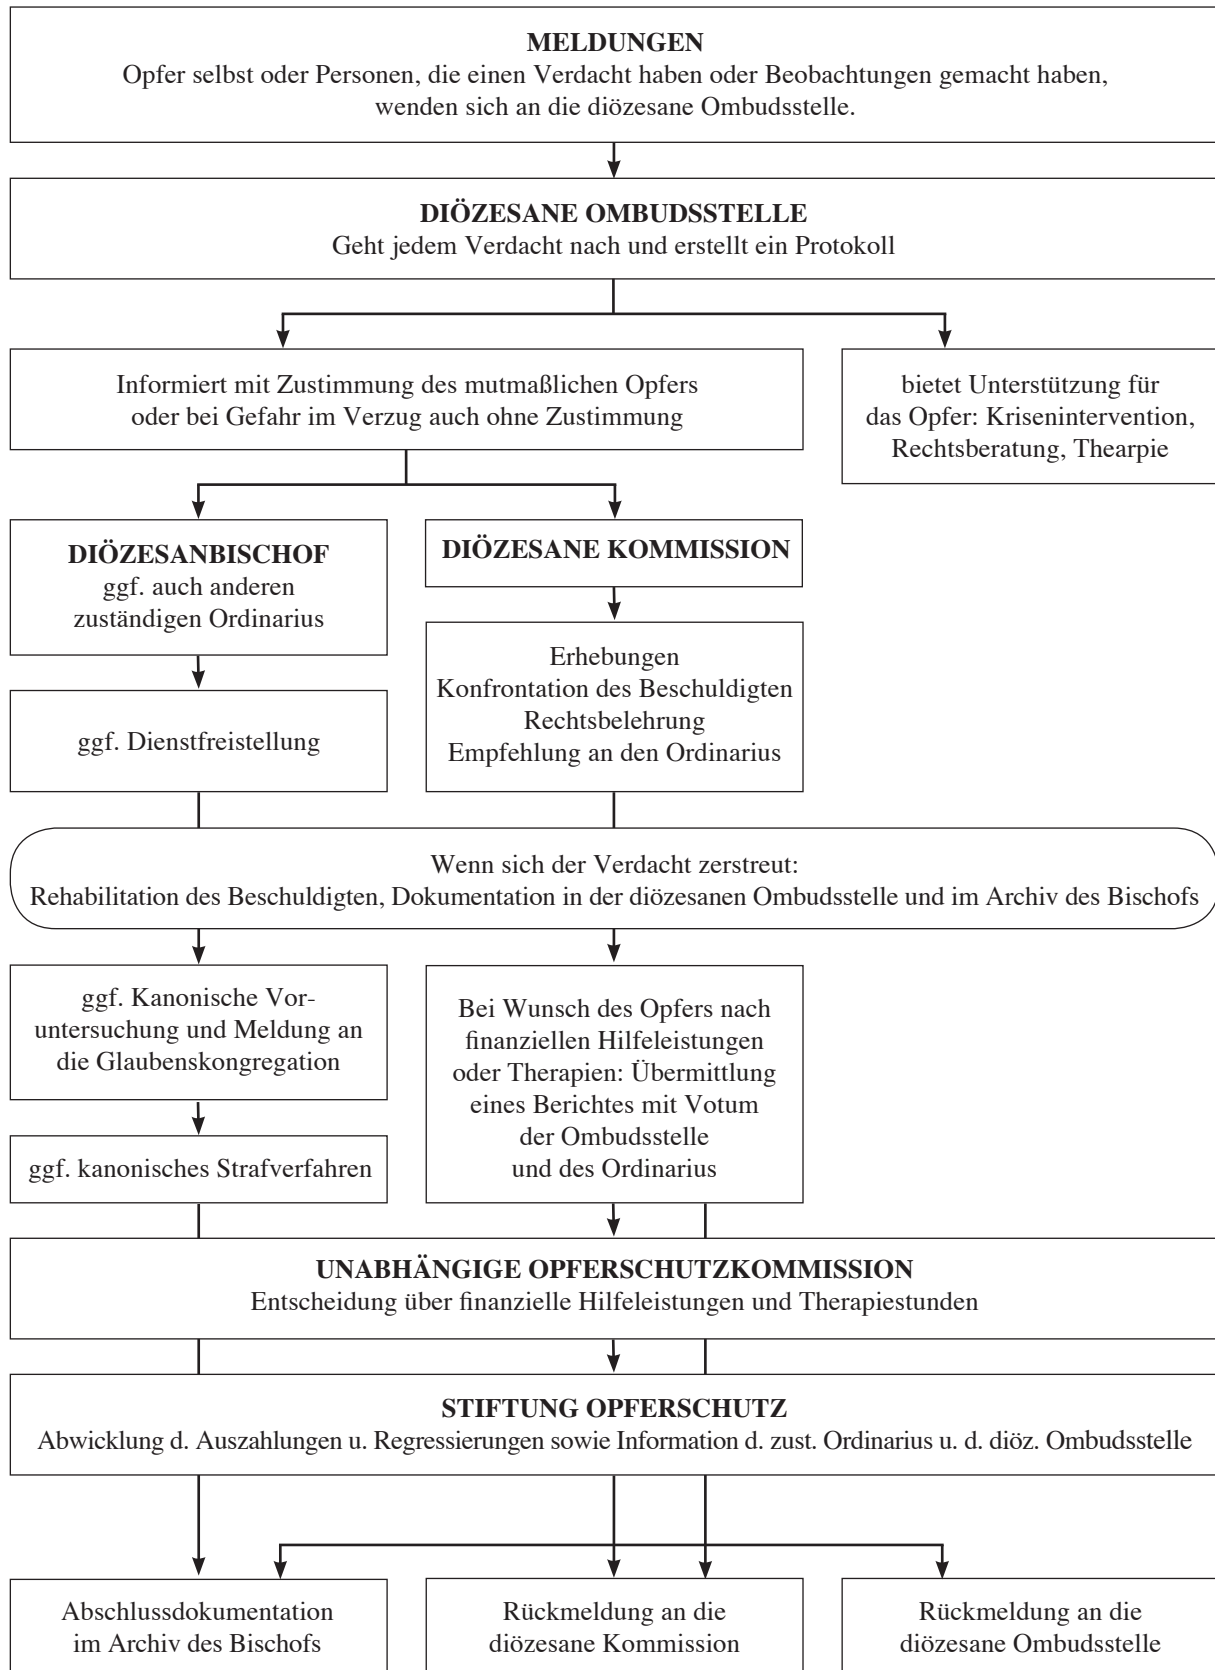 MELDUNGEN
Opfer selbst oder Personen, die einen Verdacht haben oder Beobachtungen gemacht haben,
wenden sich an die diözesane Ombudsstelle.
DIÖZESANE OMBUDSSTELLE
Geht jedem Verdacht nach und erstellt ein Protokoll
Informiert mit Zustimmung des mutmaßlichen Opfers
oder bei Gefahr im Verzug auch ohne Zustimmung
bietet Unterstützung für
das Opfer: Krisenintervention,
Rechtsberatung, Thearpie
DIÖZESANBISCHOF
ggf. auch anderen
zuständigen Ordinarius
DIÖZESANE KOMMISSION
ggf. Dienstfreistellung
Erhebungen
Konfrontation des Beschuldigten
Rechtsbelehrung
Empfehlung an den Ordinarius
Wenn sich der Verdacht zerstreut:
Rehabilitation des Beschuldigten, Dokumentation in der diözesanen Ombudsstelle und im Archiv des Bischofs
ggf. Kanonische Vor-
untersuchung und Meldung an
die Glaubenskongregation
ggf. kanonisches Strafverfahren
Bei Wunsch des Opfers nach
finanziellen Hilfeleistungen
oder Therapien: Übermittlung
eines Berichtes mit Votum
der Ombudsstelle
und des Ordinarius
UNABHÄNGIGE OPFERSCHUTZKOMMISSION
Entscheidung über finanzielle Hilfeleistungen und Therapiestunden
STIFTUNG OPFERSCHUTZ
Abwicklung d. Auszahlungen u. Regressierungen sowie Information d. zust. Ordinarius u. d. diöz. Ombudsstelle
Abschlussdokumentation
im Archiv des Bischofs
Rückmeldung an die
diözesane Kommission
Rückmeldung an die
diözesane Ombudsstelle